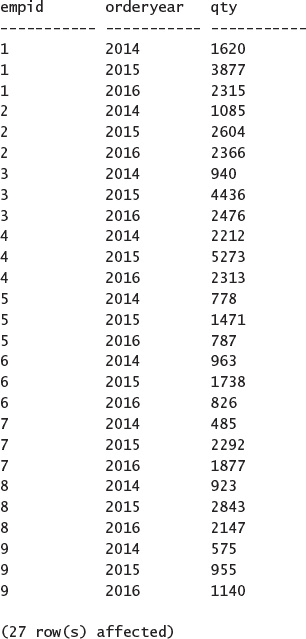 empid       orderyear   qty
----------- ----------- -----------
1           2014        1620
1           2015        3877
1           2016        2315
2           2014        1085
2           2015        2604
2           2016        2366
3           2014        940
3           2015        4436
3           2016        2476
4           2014        2212
4           2015        5273
4           2016        2313
5           2014        778
5           2015        1471
5           2016        787
6           2014        963
6           2015        1738
6           2016        826
7           2014        485
7           2015        2292
7           2016        1877
8           2014        923
8           2015        2843
8           2016        2147
9           2014        575
9           2015        955
9           2016        1140
(27 row(s) affected)